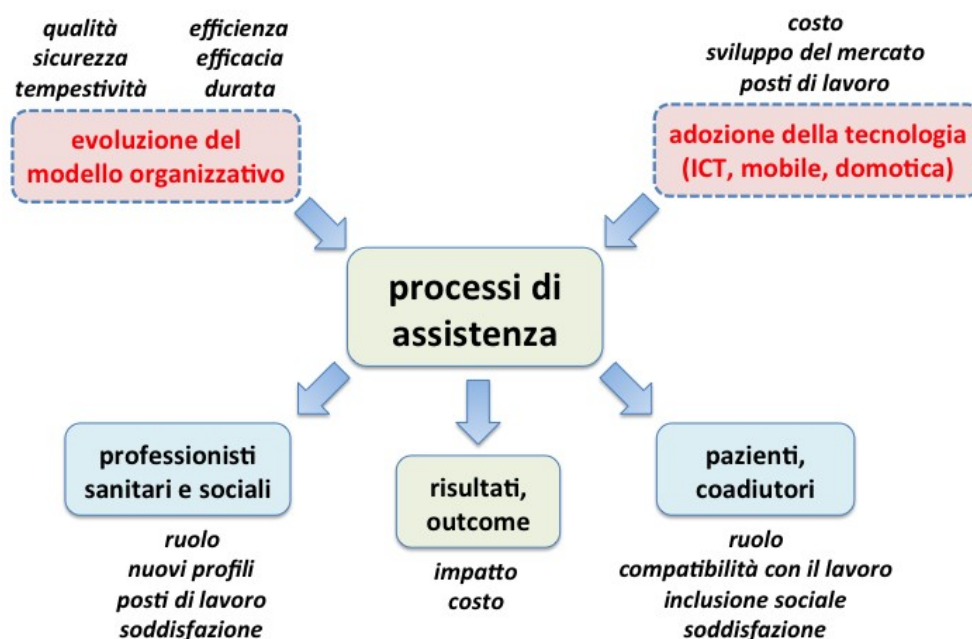 qualità
sicurezza
tempestività
efficienza
efficacia
durata
evoluzione del
modello organizzativo
costo
sviluppo del mercato
posti di lavoro
adozione della tecnologia
(ICT, mobile, domotica)
processi di
assistenza
professionisti
sanitari e sociali
ruolo
nuovi profili
posti di lavoro
soddisfazione
risultati,
outcome
impatto
costo
pazienti,
coadiutori
ruolo
compatibilità con il lavoro
inclusione sociale
soddisfazione